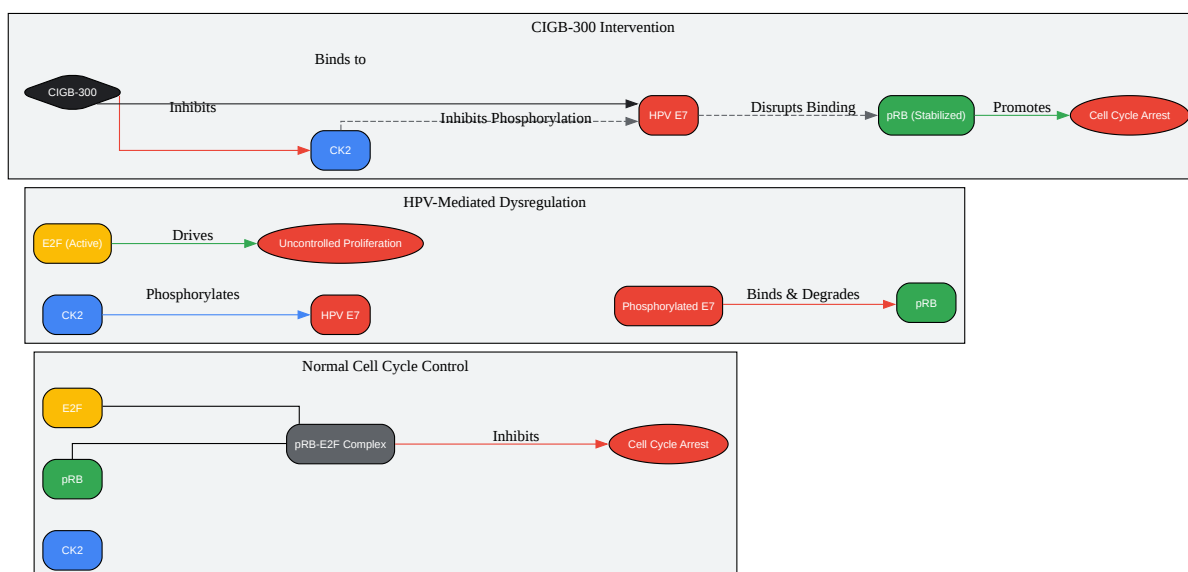 CIGB-300 Intervention
Binds to
CIGB-300
Inhibits
Inhibits Phosphorylation
CK2
HPV E7
Disrupts Binding
pRB (Stabilized)
Promotes
Cell Cycle Arrest
HPV-Mediated Dysregulation
E2F (Active)
Drives
Uncontrolled Proliferation
CK2
Phosphorylates
HPV E7
Phosphorylated E7
Binds & Degrades
pRB
Normal Cell Cycle Control
E2F
pRB-E2F Complex
Inhibits
Cell Cycle Arrest
pRB
CK2